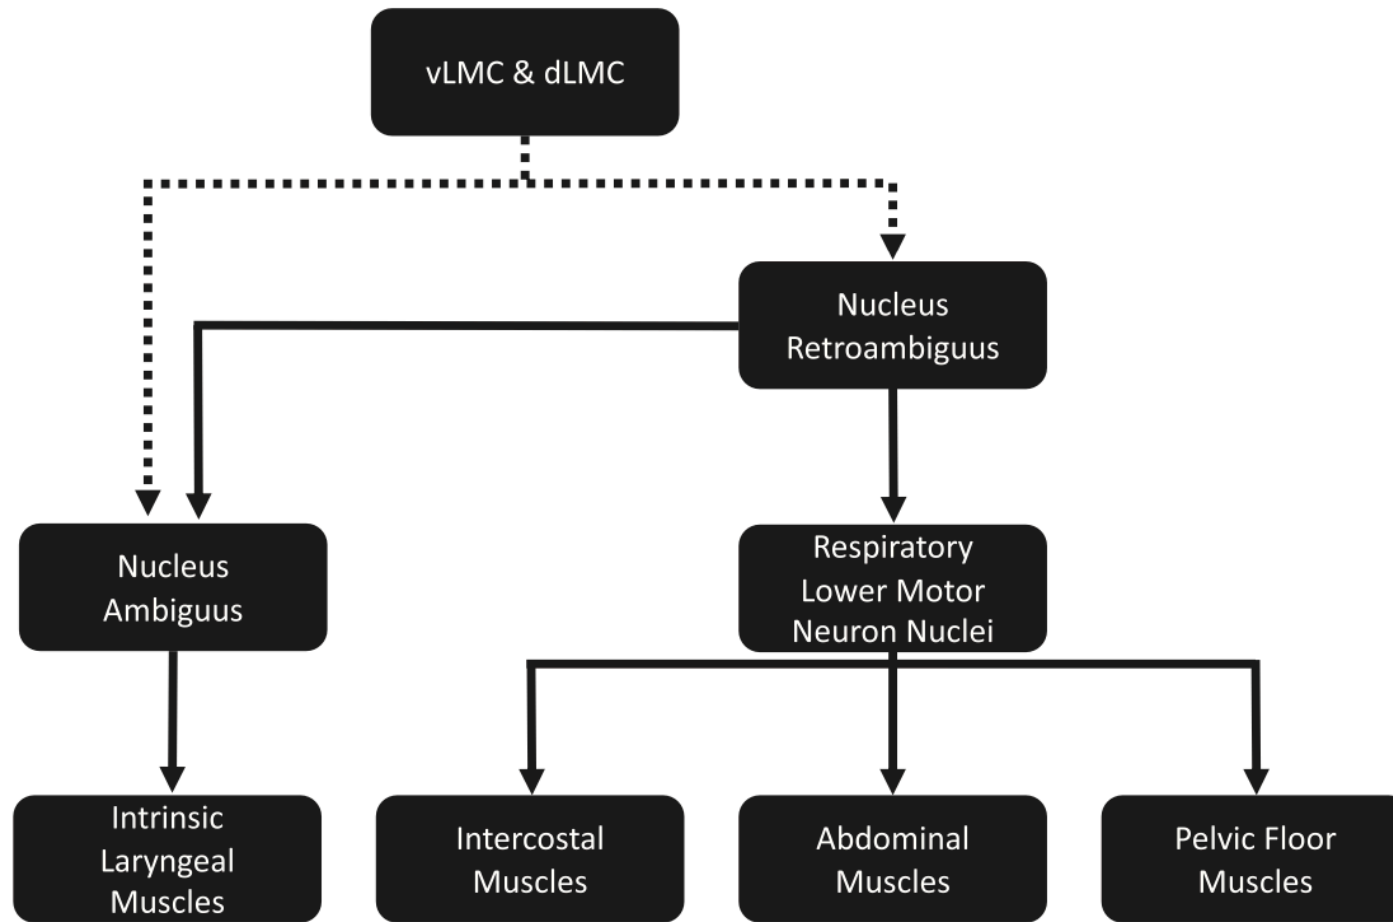 vLMC & dLMC
Nucleus
Retroambiguus
Nucleus
Ambiguus
Respiratory
Lower Motor
Neuron Nuclei
Intrinsic
Laryngeal
Muscles
Intercostal
Muscles
Abdominal
Muscles
Pelvic Floor
Muscles